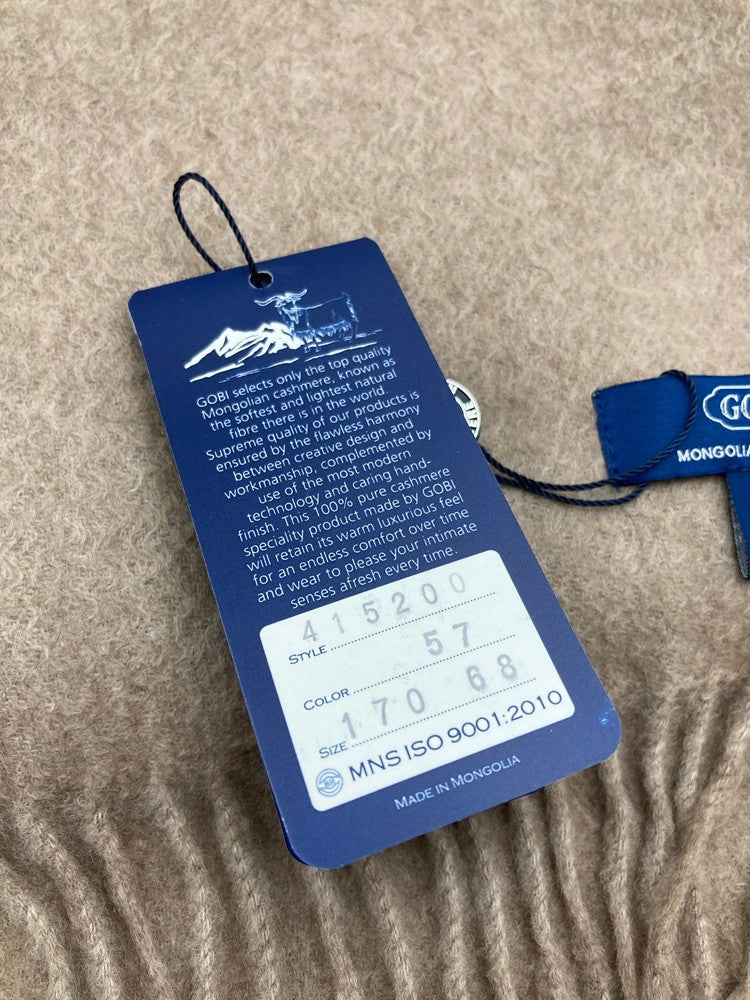 GOBI selects only the top quality
Mongolian cashmere, known as
the softest and lightest natural
fibre there is in the world.
Supreme quality of our products is
ensured by the flawless harmony
between creative design and
workmanship, complemented by
use of the most modern
technology and caring hand-
finish. This 100% pure cashmere
speciality product made by GOBI
will retain its warm luxurious feel
for an endless comfort over time
and wear to please your intimate
senses afresh every time.
STYLE 415200
COLOR 57
SIZE 170 68
MNS ISO 9001:2010
MADE IN MONGOLIA
GO
MONGOLIA